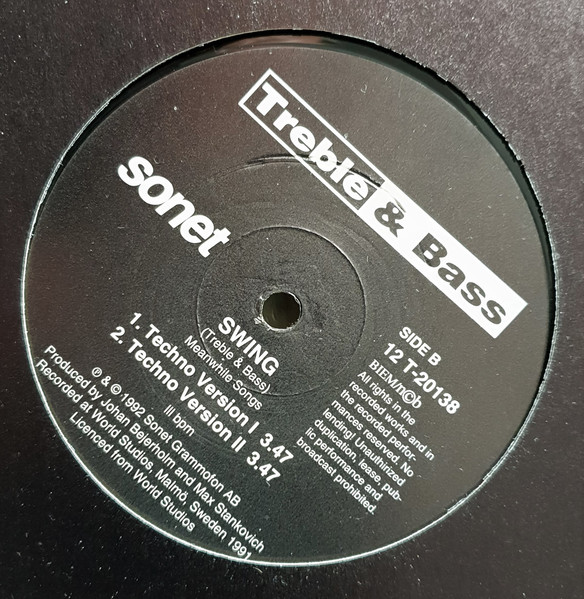 Treble & Bass
sonet
SIDE B
12 T-20138
BIEM/n©b
All rights in the
recorded works and in
the recorded perfor-
mances reserved. No
lending! Unauthrized
duplication, lease, pub-
lic performance and
broadcast prohibited.
SWING
(Treble & Bass)
Meanwhile Songs
1. Techno Version I 3.47
2. Techno Version II 3.47
III bpm
℗ & © 1992 Sonet Grammofon AB
Produced by Johan Bejerholm and Max Stankovich
Recorded at World Studios, Malmö, Sweden 1991
Licenced from World Studios